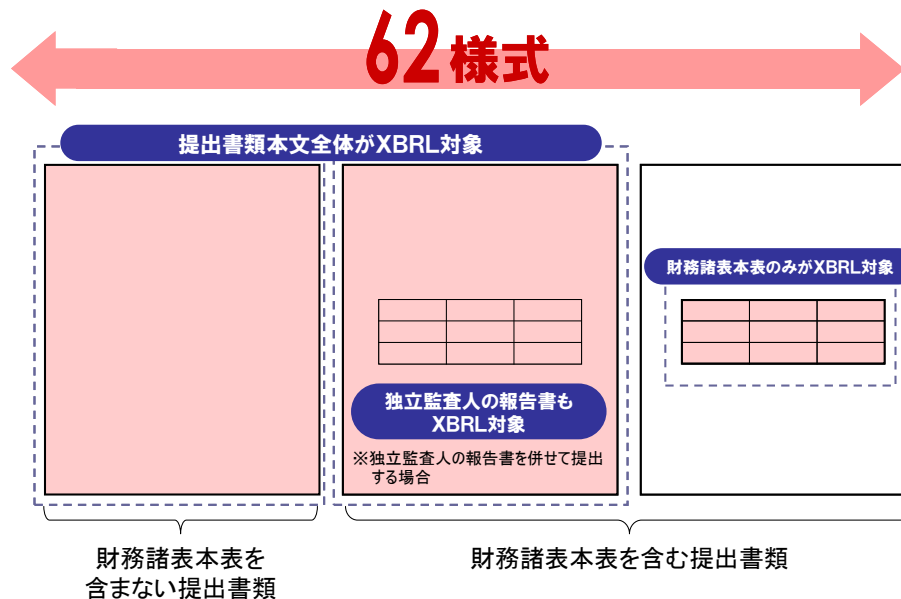 62様式
提出書類本文全体がXBRL対象
財務諸表本表のみがXBRL対象
独立監査人の報告書も
XBRL対象
※独立監査人の報告書を併せて提出
する場合
財務諸表本表を
含まない提出書類
財務諸表本表を含む提出書類